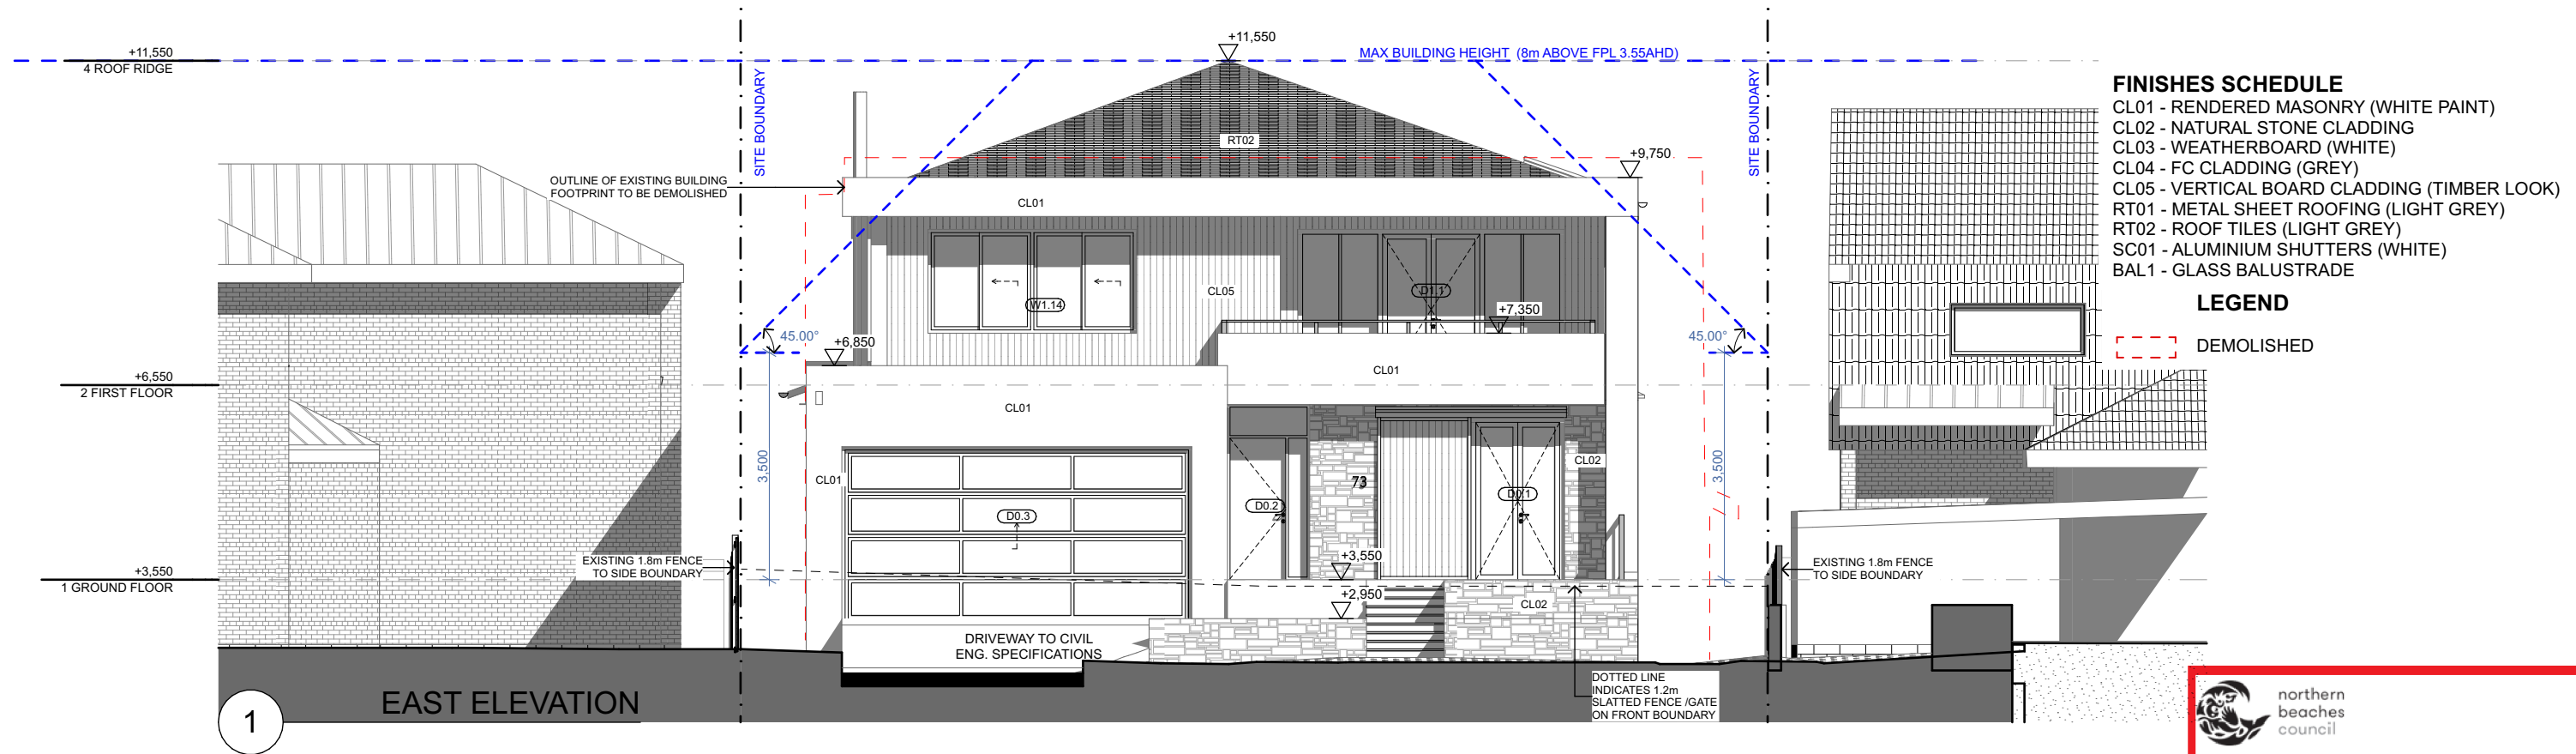 +11,550
4 ROOF RIDGE
+6,550
2 FIRST FLOOR
+3,550
1 GROUND FLOOR
SITE BOUNDARY
OUTLINE OF EXISTING BUILDING
FOOTPRINT TO BE DEMOLISHED
+11,550
MAX BUILDING HEIGHT (8m ABOVE FPL 3.55AHD)
SITE BOUNDARY
RT02
+9,750
CL01
CL05
W1.14
D1.1
+7,350
45.00°
+6,850
45.00°
CL01
CL01
CL01
CL02
3,500
3,500
73
D0.3
D0.2
D0.1
EXISTING 1.8m FENCE
TO SIDE BOUNDARY
+3,550
+2,950
CL02
EXISTING 1.8m FENCE
TO SIDE BOUNDARY
DRIVEWAY TO CIVIL
ENG. SPECIFICATIONS
DOTTED LINE
INDICATES 1.2m
SLATTED FENCE /GATE
ON FRONT BOUNDARY
1
EAST ELEVATION
FINISHES SCHEDULE
CL01 - RENDERED MASONRY (WHITE PAINT)
CL02 - NATURAL STONE CLADDING
CL03 - WEATHERBOARD (WHITE)
CL04 - FC CLADDING (GREY)
CL05 - VERTICAL BOARD CLADDING (TIMBER LOOK)
RT01 - METAL SHEET ROOFING (LIGHT GREY)
RT02 - ROOF TILES (LIGHT GREY)
SC01 - ALUMINIUM SHUTTERS (WHITE)
BAL1 - GLASS BALUSTRADE
LEGEND
DEMOLISHED
northern
beaches
council